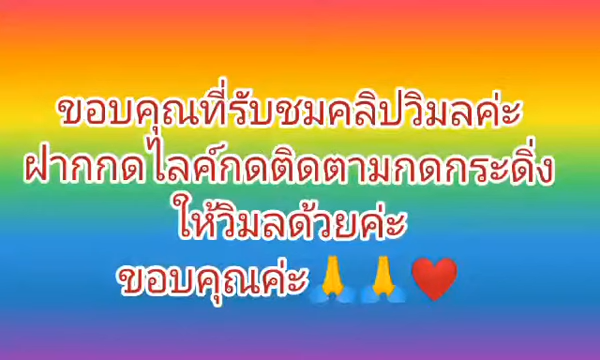 ขอบคุณที่รับชมคลิปวิมลค่ะ
ฝากกดไลค์กดติดตามกดกระดิ่ง
ให้วิมลด้วยค่ะ
ขอบคุณค่ะ🙏🙏❤️